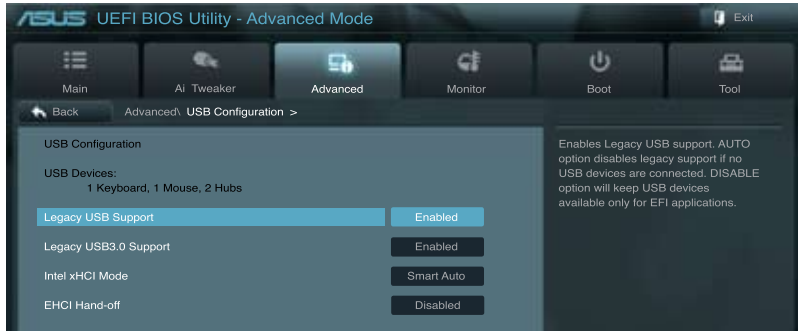 ASUS UEFI BIOS Utility - Advanced Mode
Exit
Main
Ai Tweaker
Advanced
Monitor
Boot
Tool
Back
Advanced\ USB Configuration >
USB Configuration
USB Devices:
1 Keyboard, 1 Mouse, 2 Hubs
Legacy USB Support Enabled
Legacy USB3.0 Support Enabled
Intel xHCI Mode Smart Auto
EHCI Hand-off Disabled
Enables Legacy USB support. AUTO
option disables legacy support if no
USB devices are connected. DISABLE
option will keep USB devices
available only for EFI applications.